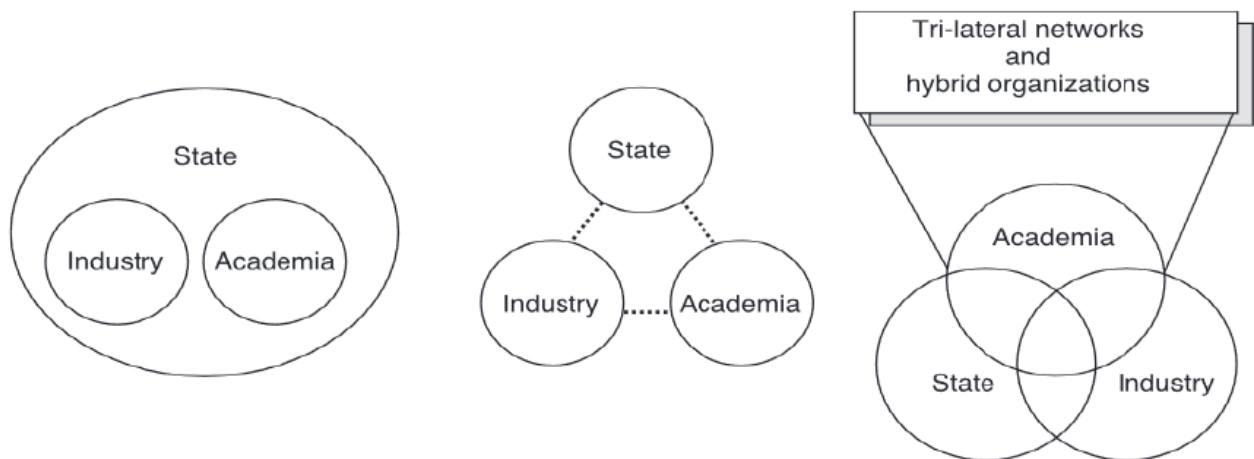 State
Industry
Academia
State
Industry
Academia
Tri-lateral networks
and
hybrid organizations
Academia
State
Industry